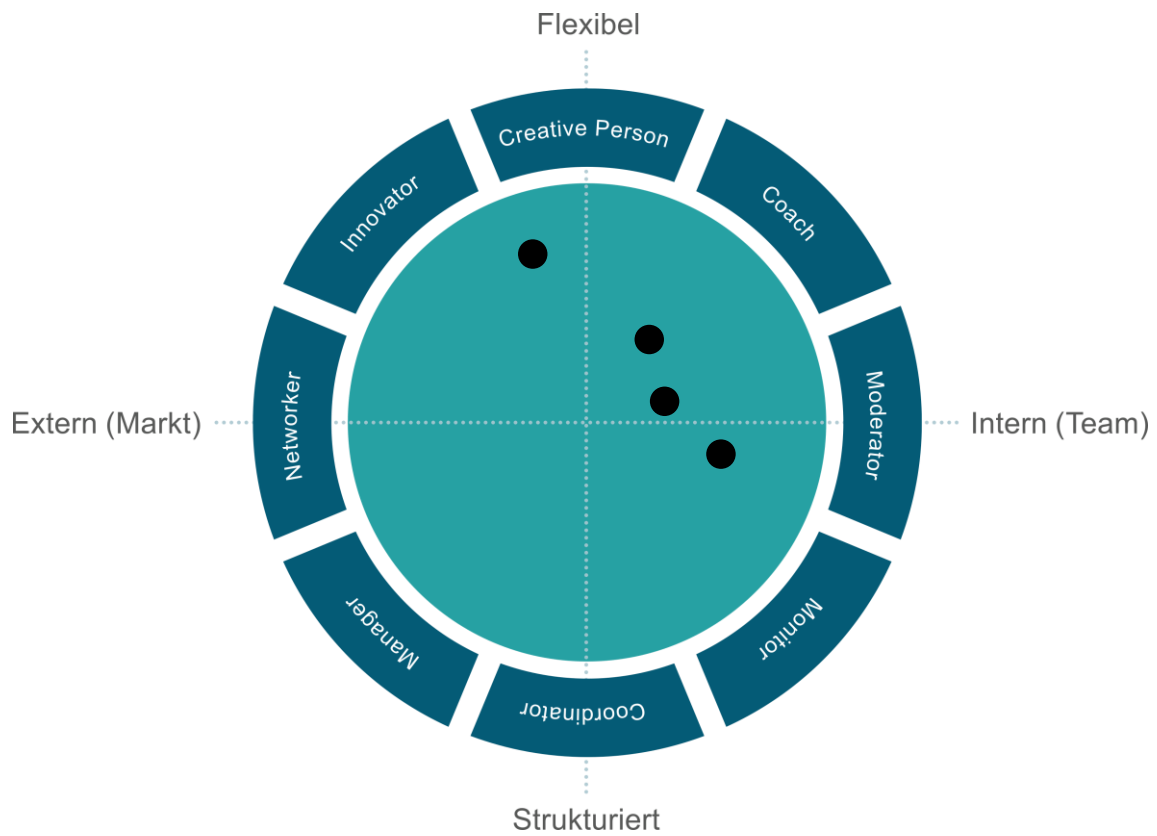 Flexibel
Creative Person
Innovator
Coach
Networker
Moderator
Extern (Markt)
Intern (Team)
Manager
Monitor
Coordinator
Strukturiert